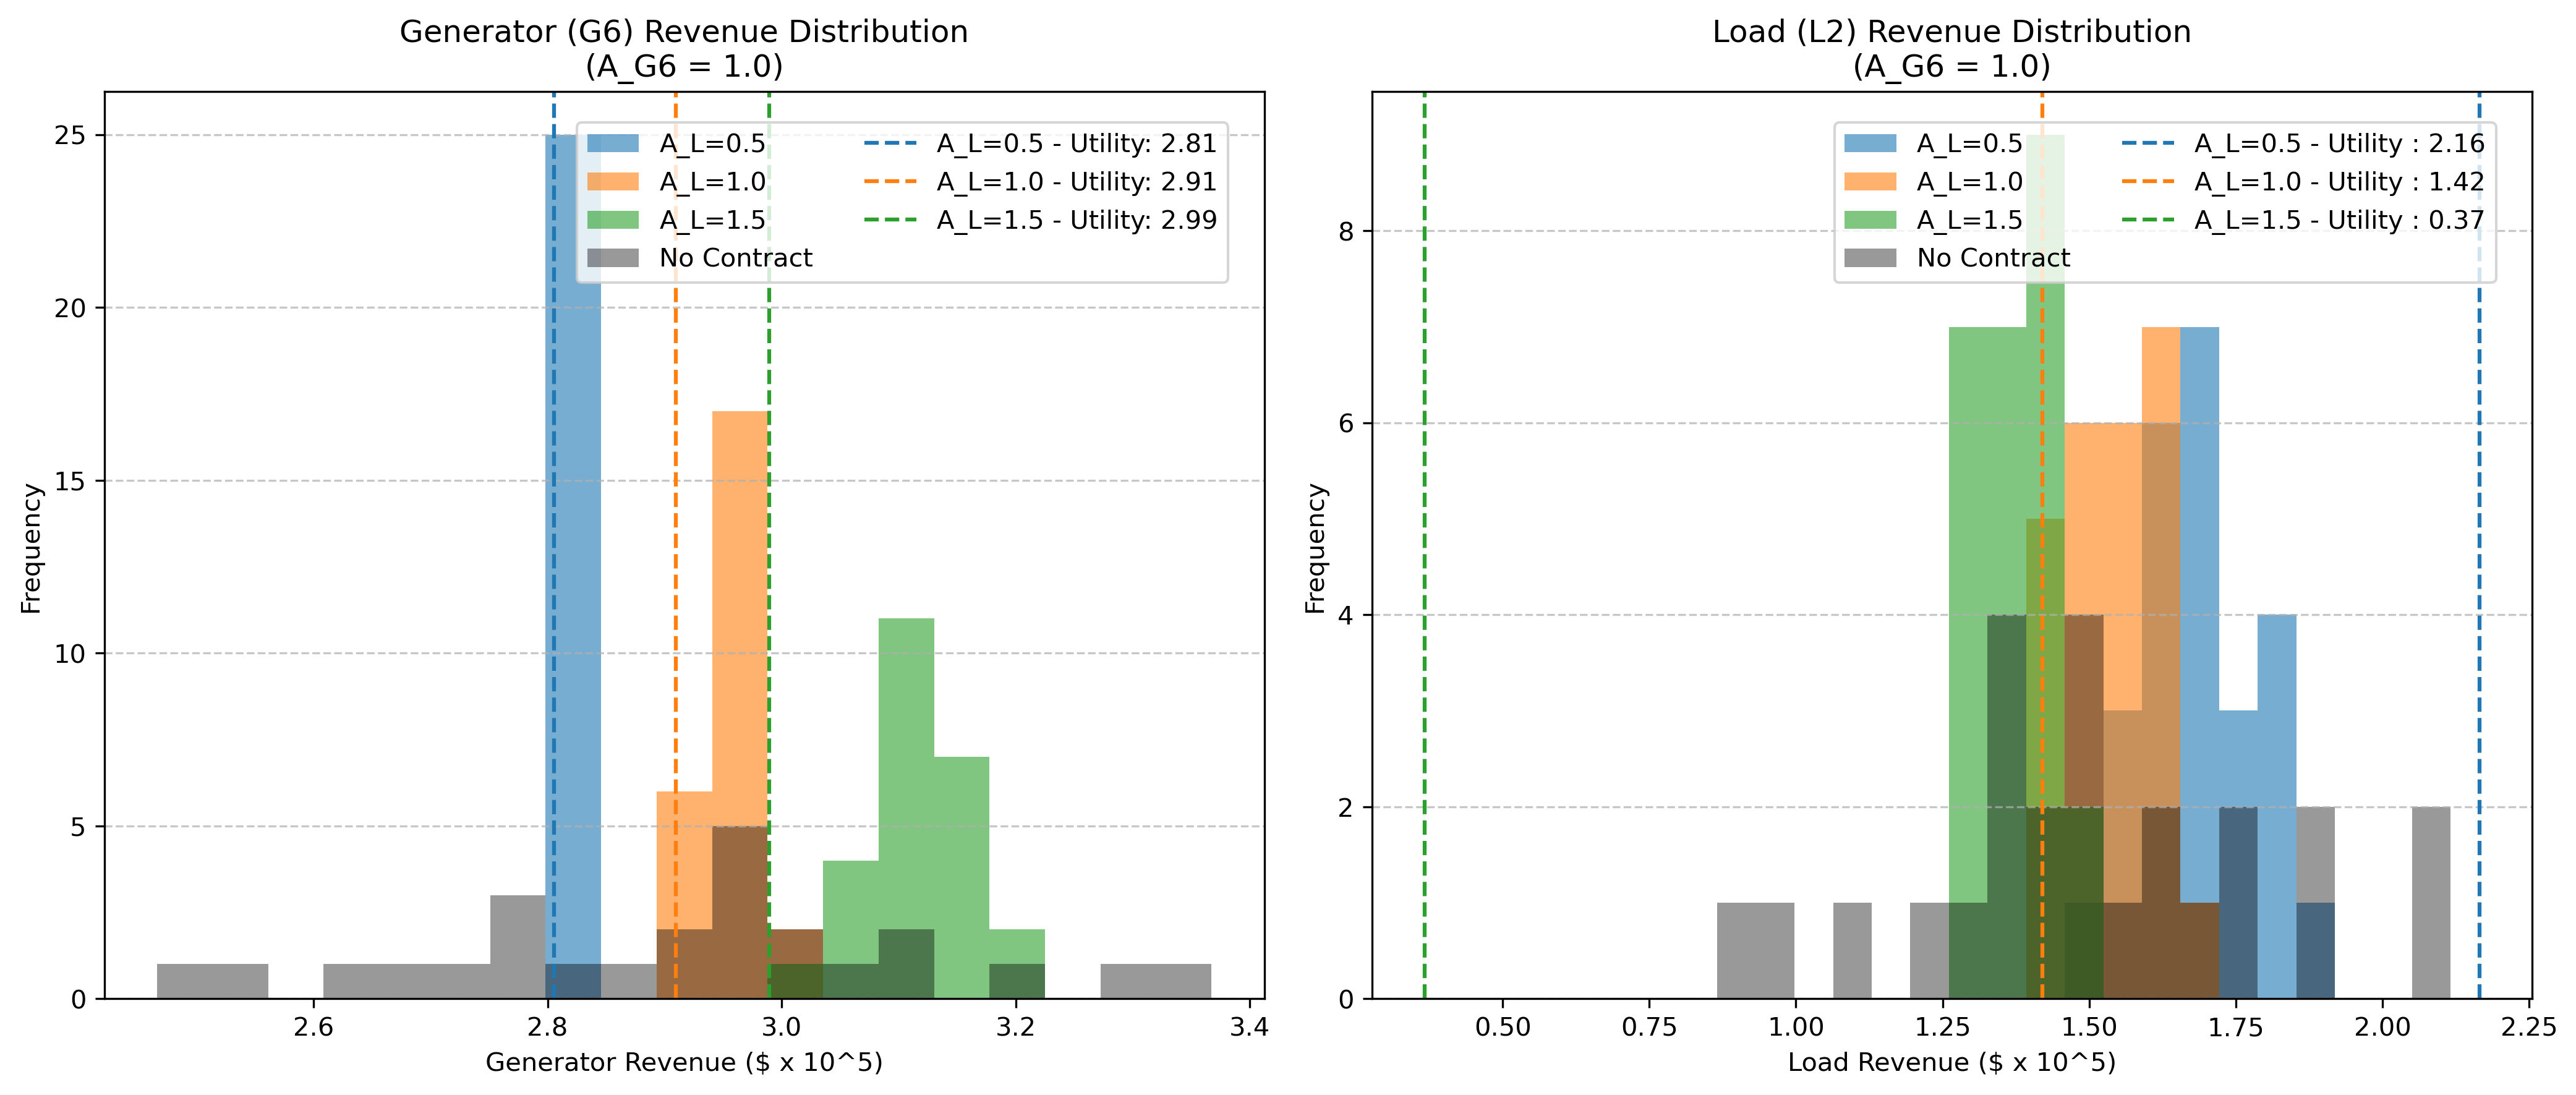 Generator (G6) Revenue Distribution
(A_G6 = 1.0)
Frequency
25
20
15
10
5
0
2.6
2.8
3.0
3.2
3.4
Generator Revenue ($ x 10^5)
A_L=0.5
A_L=1.0
A_L=1.5
No Contract
A_L=0.5 - Utility: 2.81
A_L=1.0 - Utility: 2.91
A_L=1.5 - Utility: 2.99
Load (L2) Revenue Distribution
(A_G6 = 1.0)
Frequency
8
6
4
2
0
0.50
0.75
1.00
1.25
1.50
1.75
2.00
2.25
Load Revenue ($ x 10^5)
A_L=0.5
A_L=1.0
A_L=1.5
No Contract
A_L=0.5 - Utility : 2.16
A_L=1.0 - Utility : 1.42
A_L=1.5 - Utility : 0.37